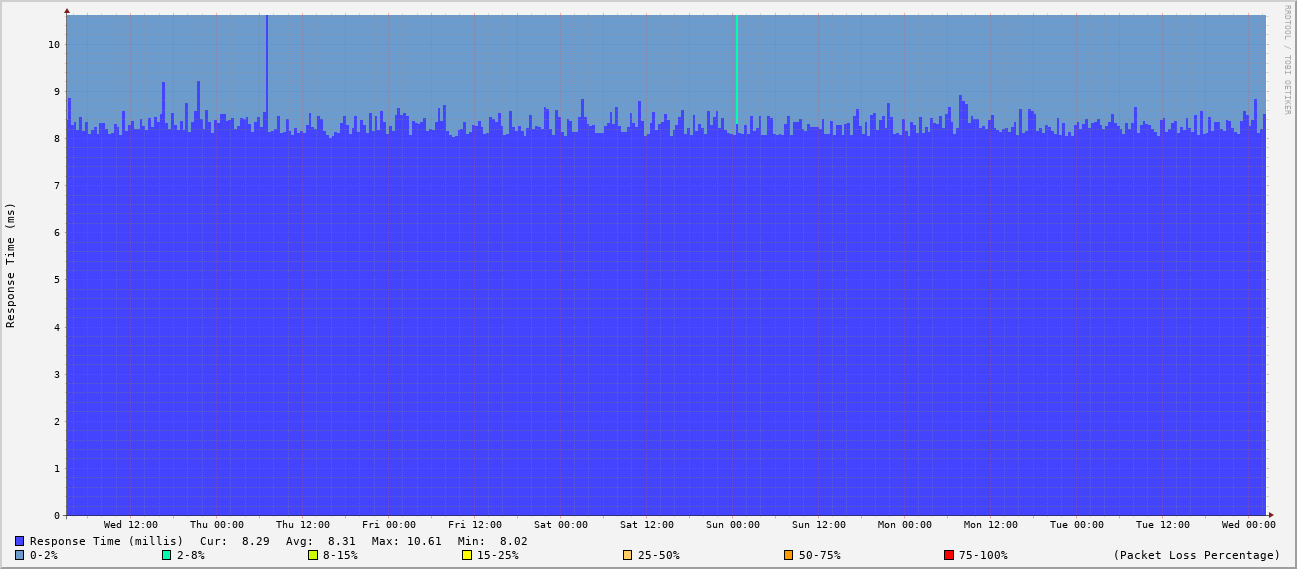 RRDTOOL / TOBI OETIKER
Response Time (ms)
10
9
8
7
6
5
4
3
2
1
0
Wed 12:00 Thu 00:00 Thu 12:00 Fri 00:00 Fri 12:00 Sat 00:00 Sat 12:00 Sun 00:00 Sun 12:00 Mon 00:00 Mon 12:00 Tue 00:00 Tue 12:00 Wed 00:00
Response Time (millis) Cur: 8.29 Avg: 8.31 Max: 10.61 Min: 8.02
0-2% 2-8% 8-15% 15-25% 25-50% 50-75% 75-100% (Packet Loss Percentage)